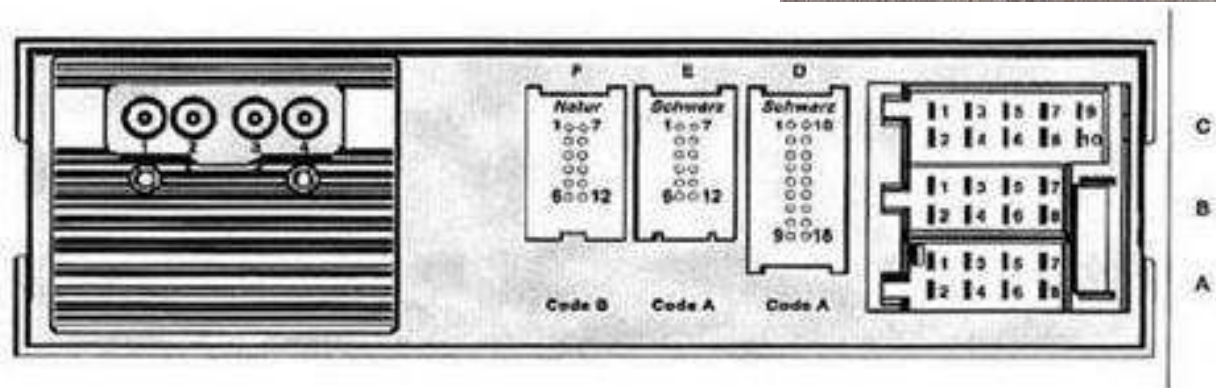 F E D
Natur Schwarz Schwarz
1 7 1 7 1
6 12 6 12
9
Code B Code A Code A
1 2 3 4
1 3 5 7 9
2 4 6 8 10
C
1 3 5 7
2 4 6 8
B
1 3 5 7
2 4 6 8
A